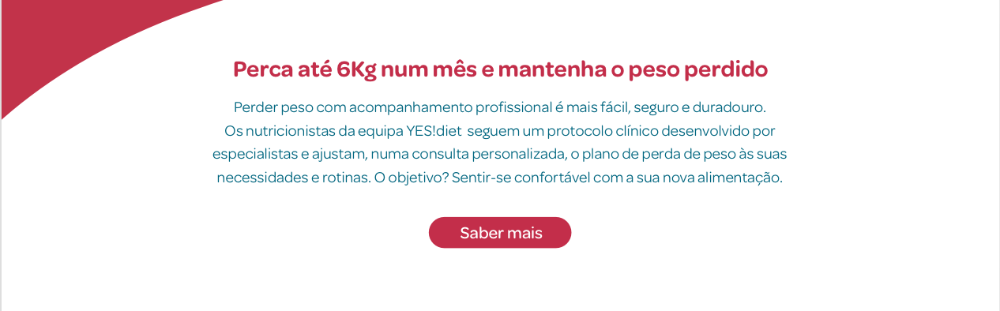 Perca até 6Kg num mês e mantenha o peso perdido
Perder peso com acompanhamento profissional é mais fácil, seguro e duradouro.
Os nutricionistas da equipa YES!diet seguem um protocolo clínico desenvolvido por
especialistas e ajustam, numa consulta personalizada, o plano de perda de peso às suas
necessidades e rotinas. O objetivo? Sentir-se confortável com a sua nova alimentação.
Saber mais